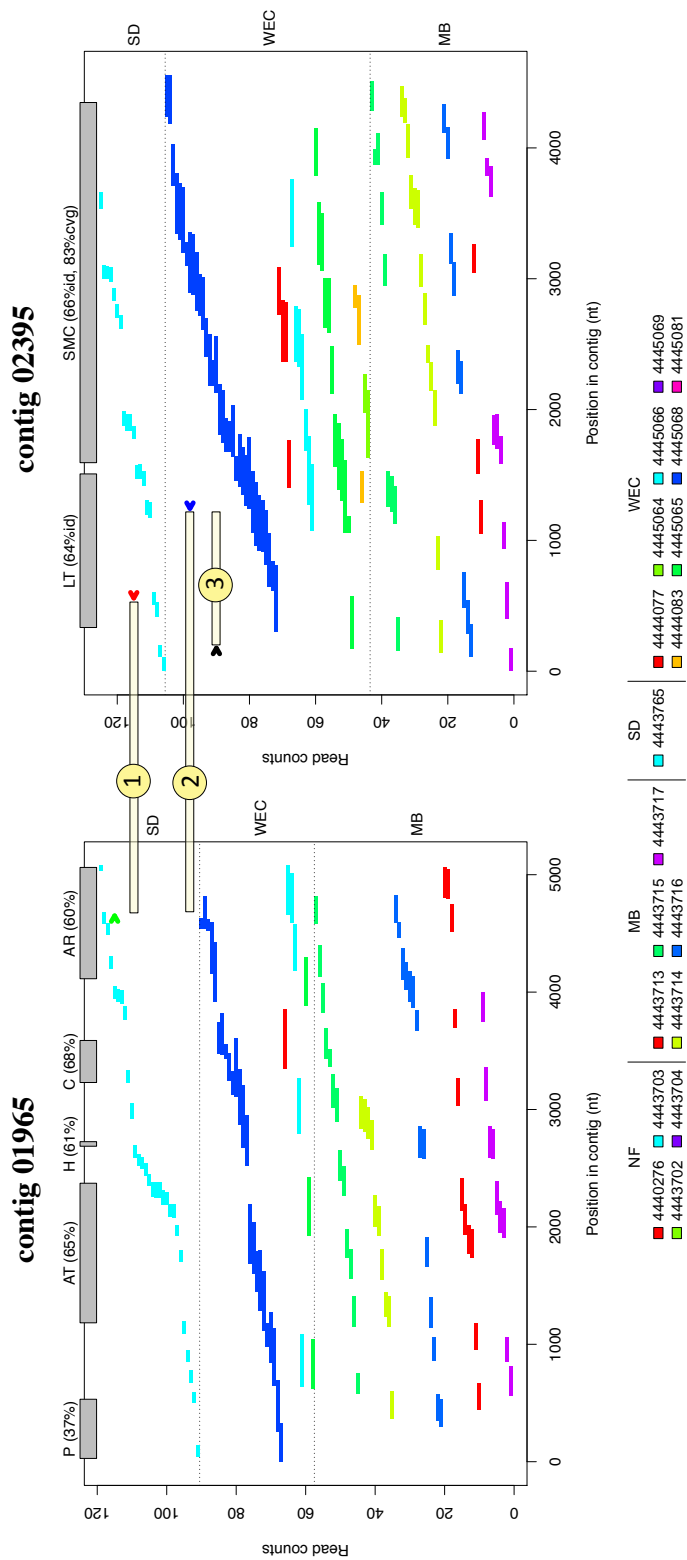 contig 01965
P (37%) AT (65%) H (61%) C (68%) AR (60%)
SD
WEC
MB
Read counts
0 20 40 60 80 100 120
0 1000 2000 3000 4000 5000
Position in contig (nt)
1
2
3
contig 02395
LT (64%id) SMC (66%id, 83%cvg)
SD
WEC
MB
Read counts
0 20 40 60 80 100 120
0 1000 2000 3000 4000
Position in contig (nt)
NF MB SD WEC
4440276 4443703 4443713 4443715 4443717 4443765 4444077 4445064 4445066 4445069
4443702 4443704 4443714 4443716 4444083 4445065 4445068 4445081